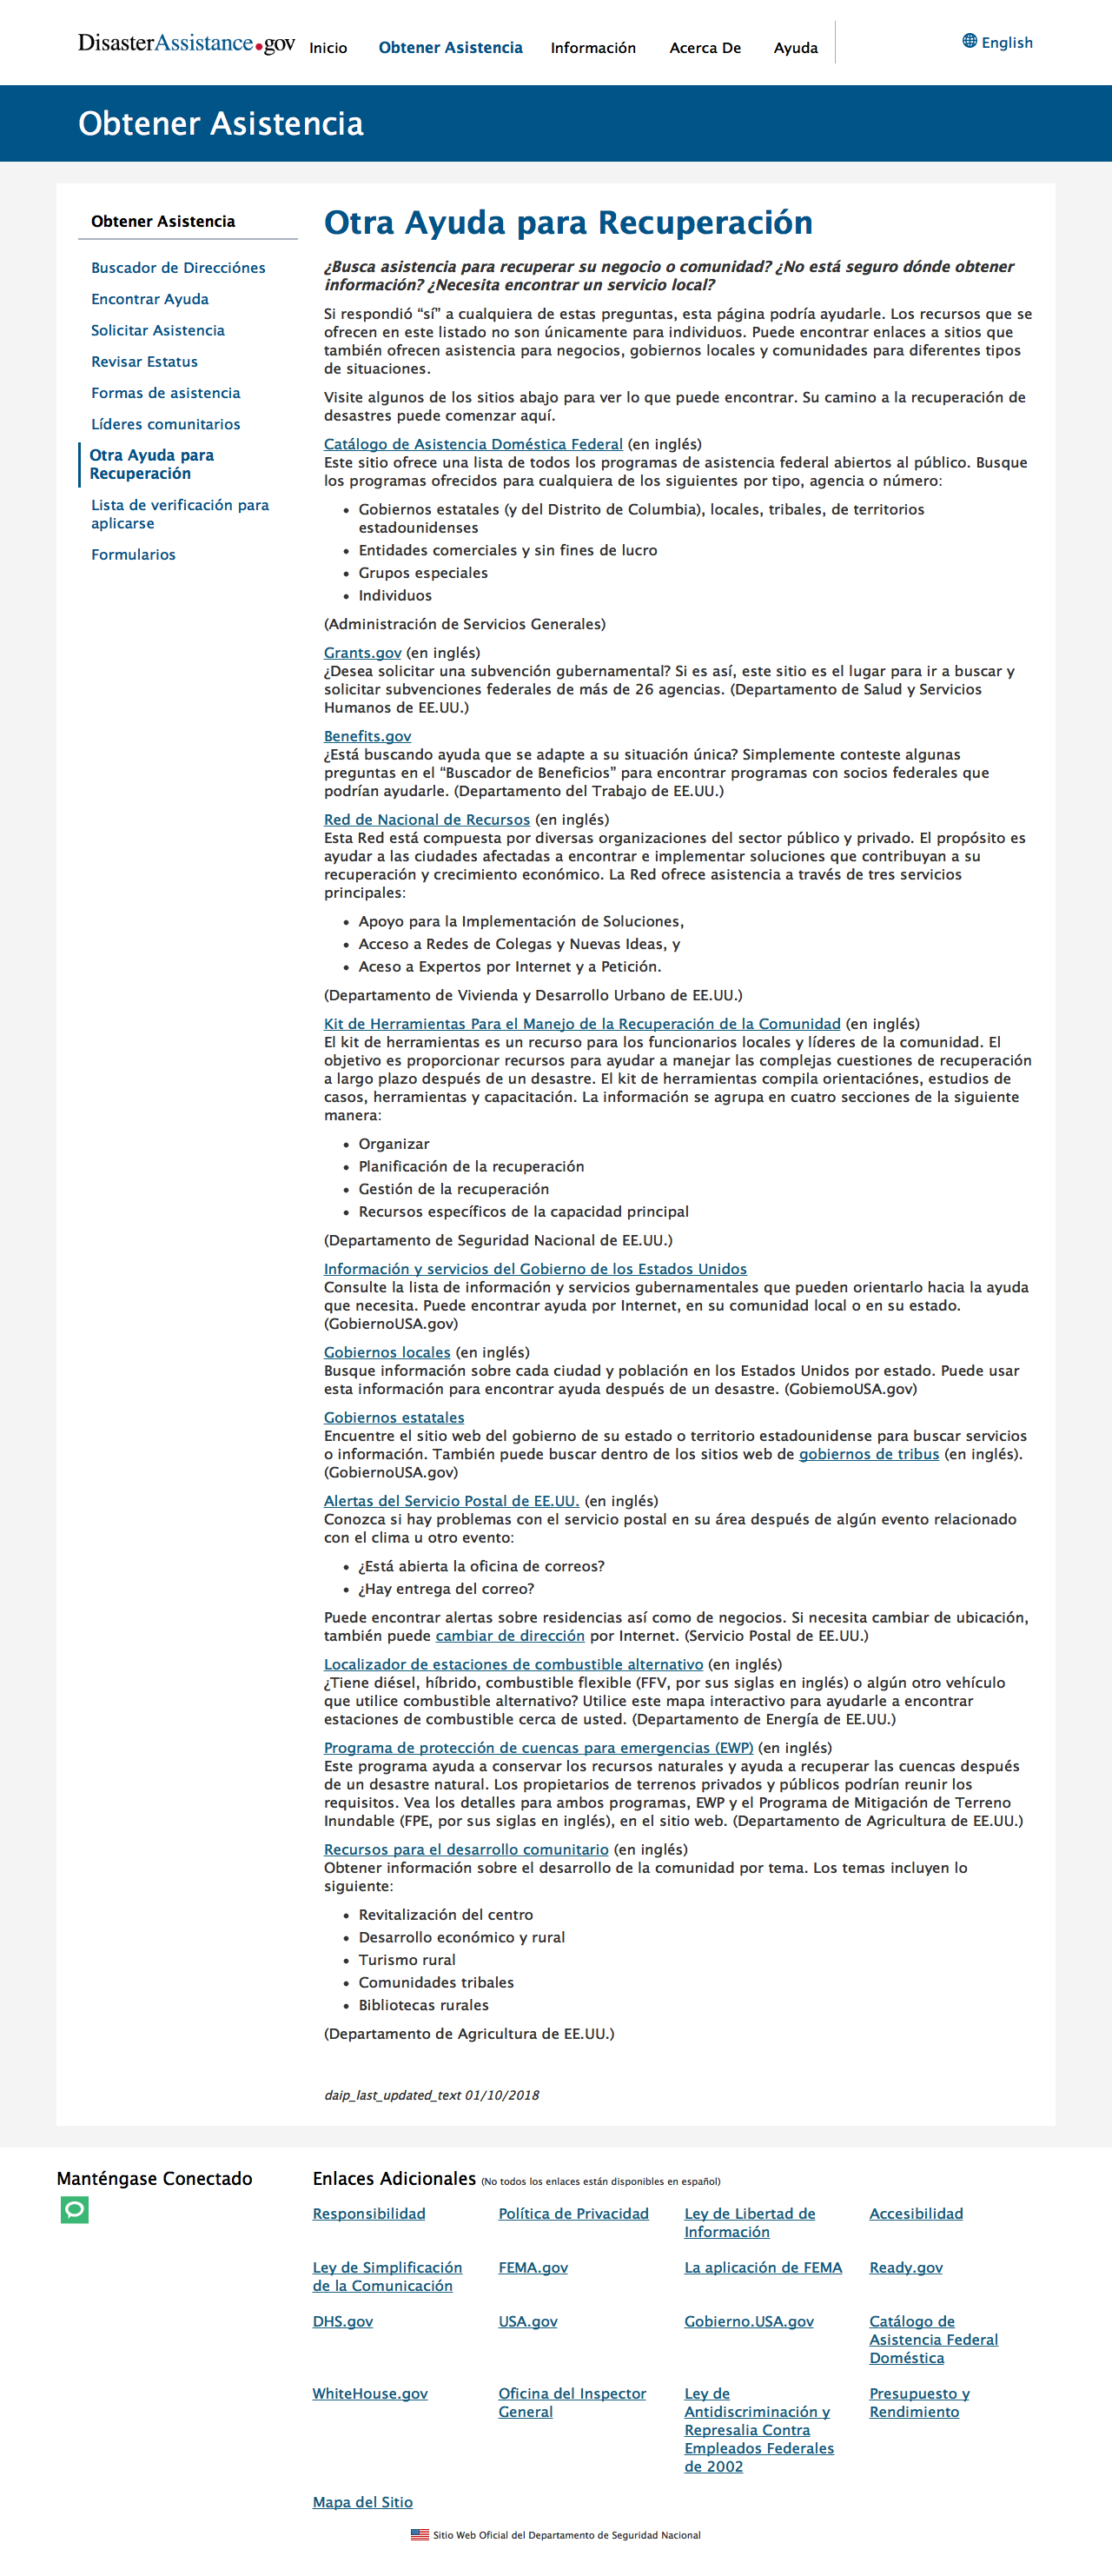 DisasterAssistance.gov
Inicio
Obtener Asistencia
Información
Acerca De
Ayuda
English
Obtener Asistencia
Obtener Asistencia
Buscador de Direcciónes
Encontrar Ayuda
Solicitar Asistencia
Revisar Estatus
Formas de asistencia
Líderes comunitarios
Otra Ayuda para
Recuperación
Lista de verificación para
aplicarse
Formularios
Otra Ayuda para Recuperación
¿Busca asistencia para recuperar su negocio o comunidad? ¿No está seguro dónde obtener
información? ¿Necesita encontrar un servicio local?
Si respondió “sí” a cualquiera de estas preguntas, esta página podría ayudarle. Los recursos que se
ofrecen en este listado no son únicamente para individuos. Puede encontrar enlaces a sitios que
también ofrecen asistencia para negocios, gobiernos locales y comunidades para diferentes tipos
de situaciones.
Visite algunos de los sitios abajo para ver lo que puede encontrar. Su camino a la recuperación de
desastres puede comenzar aquí.
Catálogo de Asistencia Doméstica Federal (en inglés)
Este sitio ofrece una lista de todos los programas de asistencia federal abiertos al público. Busque
los programas ofrecidos para cualquiera de los siguientes por tipo, agencia o número:
• Gobiernos estatales (y del Distrito de Columbia), locales, tribales, de territorios
estadounidenses
• Entidades comerciales y sin fines de lucro
• Grupos especiales
• Individuos
(Administración de Servicios Generales)
Grants.gov (en inglés)
¿Desea solicitar una subvención gubernamental? Si es así, este sitio es el lugar para ir a buscar y
solicitar subvenciones federales de más de 26 agencias. (Departamento de Salud y Servicios
Humanos de EE.UU.)
Benefits.gov
¿Está buscando ayuda que se adapte a su situación única? Simplemente conteste algunas
preguntas en el “Buscador de Beneficios” para encontrar programas con socios federales que
podrían ayudarle. (Departamento del Trabajo de EE.UU.)
Red de Nacional de Recursos (en inglés)
Esta Red está compuesta por diversas organizaciones del sector público y privado. El propósito es
ayudar a las ciudades afectadas a encontrar e implementar soluciones que contribuyan a su
recuperación y crecimiento económico. La Red ofrece asistencia a través de tres servicios
principales:
• Apoyo para la Implementación de Soluciones,
• Acceso a Redes de Colegas y Nuevas Ideas, y
• Aceso a Expertos por Internet y a Petición.
(Departamento de Vivienda y Desarrollo Urbano de EE.UU.)
Kit de Herramientas Para el Manejo de la Recuperación de la Comunidad (en inglés)
El kit de herramientas es un recurso para los funcionarios locales y líderes de la comunidad. El
objetivo es proporcionar recursos para ayudar a manejar las complejas cuestiones de recuperación
a largo plazo después de un desastre. El kit de herramientas compila orientaciónes, estudios de
casos, herramientas y capacitación. La información se agrupa en cuatro secciones de la siguiente
manera:
• Organizar
• Planificación de la recuperación
• Gestión de la recuperación
• Recursos específicos de la capacidad principal
(Departamento de Seguridad Nacional de EE.UU.)
Información y servicios del Gobierno de los Estados Unidos
Consulte la lista de información y servicios gubernamentales que pueden orientarlo hacia la ayuda
que necesita. Puede encontrar ayuda por Internet, en su comunidad local o en su estado.
(GobiernoUSA.gov)
Gobiernos locales (en inglés)
Busque información sobre cada ciudad y población en los Estados Unidos por estado. Puede usar
esta información para encontrar ayuda después de un desastre. (GobiemoUSA.gov)
Gobiernos estatales
Encuentre el sitio web del gobierno de su estado o territorio estadounidense para buscar servicios
o información. También puede buscar dentro de los sitios web de gobiernos de tribus (en inglés).
(GobiernoUSA.gov)
Alertas del Servicio Postal de EE.UU. (en inglés)
Conozca si hay problemas con el servicio postal en su área después de algún evento relacionado
con el clima u otro evento:
• ¿Está abierta la oficina de correos?
• ¿Hay entrega del correo?
Puede encontrar alertas sobre residencias así como de negocios. Si necesita cambiar de ubicación,
también puede cambiar de dirección por Internet. (Servicio Postal de EE.UU.)
Localizador de estaciones de combustible alternativo (en inglés)
¿Tiene diésel, híbrido, combustible flexible (FFV, por sus siglas en inglés) o algún otro vehículo
que utilice combustible alternativo? Utilice este mapa interactivo para ayudarle a encontrar
estaciones de combustible cerca de usted. (Departamento de Energía de EE.UU.)
Programa de protección de cuencas para emergencias (EWP) (en inglés)
Este programa ayuda a conservar los recursos naturales y ayuda a recuperar las cuencas después
de un desastre natural. Los propietarios de terrenos privados y públicos podrían reunir los
requisitos. Vea los detalles para ambos programas, EWP y el Programa de Mitigación de Terreno
Inundable (FPE, por sus siglas en inglés), en el sitio web. (Departamento de Agricultura de EE.UU.)
Recursos para el desarrollo comunitario (en inglés)
Obtener información sobre el desarrollo de la comunidad por tema. Los temas incluyen lo
siguiente:
• Revitalización del centro
• Desarrollo económico y rural
• Turismo rural
• Comunidades tribales
• Bibliotecas rurales
(Departamento de Agricultura de EE.UU.)
daip_last_updated_text 01/10/2018
Manténgase Conectado
Enlaces Adicionales (No todos los enlaces están disponibles en español)
Responsibilidad
Política de Privacidad
Ley de Libertad de
Información
Accesibilidad
Ley de Simplificación
de la Comunicación
FEMA.gov
La aplicación de FEMA
Ready.gov
DHS.gov
USA.gov
Gobierno.USA.gov
Catálogo de
Asistencia Federal
Doméstica
WhiteHouse.gov
Oficina del Inspector
General
Ley de
Antidiscriminación y
Represalia Contra
Empleados Federales
de 2002
Presupuesto y
Rendimiento
Mapa del Sitio
Sitio Web Oficial del Departamento de Seguridad Nacional